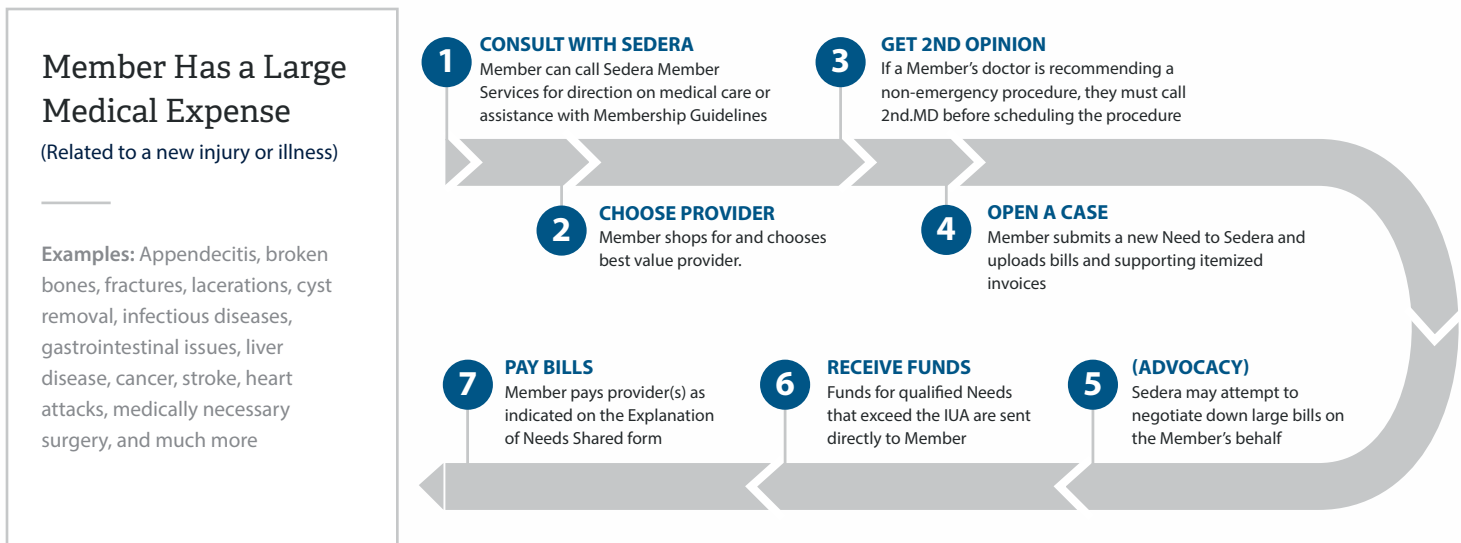 Member Has a Large
Medical Expense
(Related to a new injury or illness)
Examples: Appendecitis, broken
bones, fractures, lacerations, cyst
removal, infectious diseases,
gastrointestinal issues, liver
disease, cancer, stroke, heart
attacks, medically necessary
surgery, and much more
1
CONSULT WITH SEDERA
Member can call Sedera Member
Services for direction on medical care or
assistance with Membership Guidelines
2
CHOOSE PROVIDER
Member shops for and chooses
best value provider.
3
GET 2ND OPINION
If a Member's doctor is recommending a
non-emergency procedure, they must call
2nd.MD before scheduling the procedure
4
OPEN A CASE
Member submits a new Need to Sedera and
uploads bills and supporting itemized
invoices
5
(ADVOCACY)
Sedera may attempt to
negotiate down large bills on
the Member's behalf
6
RECEIVE FUNDS
Funds for qualified Needs
that exceed the IUA are sent
directly to Member
7
PAY BILLS
Member pays provider(s) as
indicated on the Explanation
of Needs Shared form